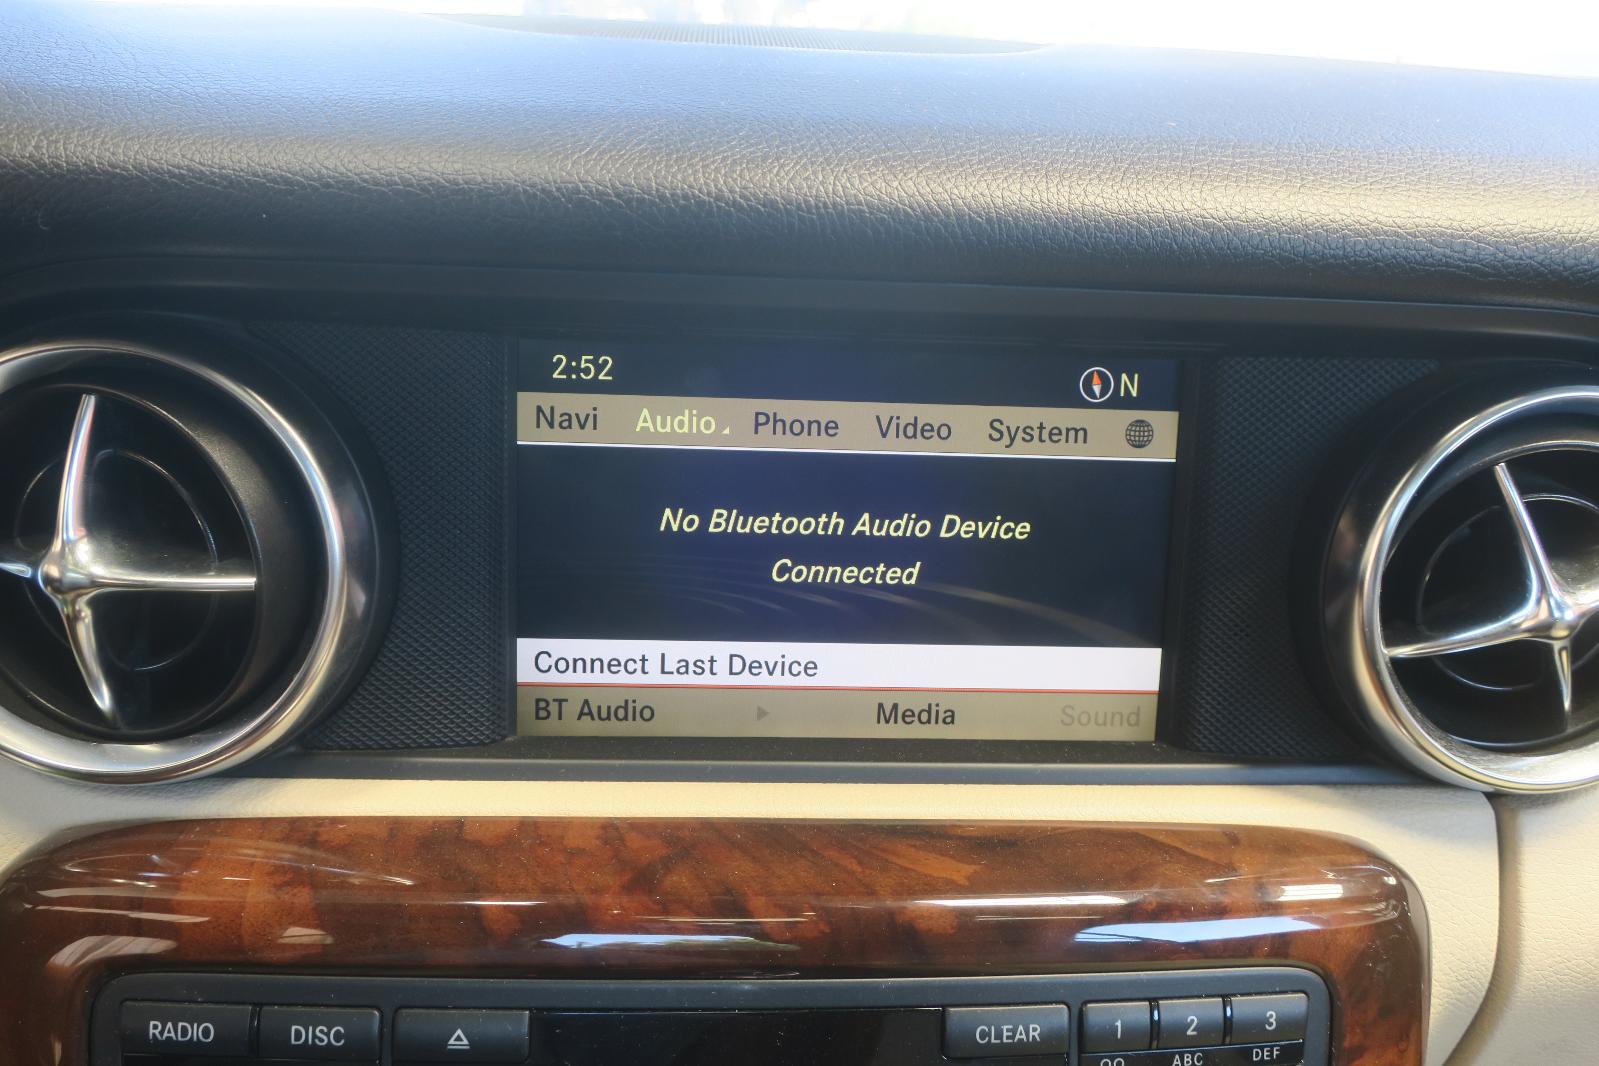 2:52
N
Navi Audio Phone Video System
No Bluetooth Audio Device
Connected
Connect Last Device
BT Audio Media Sound
RADIO DISC CLEAR 1 2 3
ABC DEF